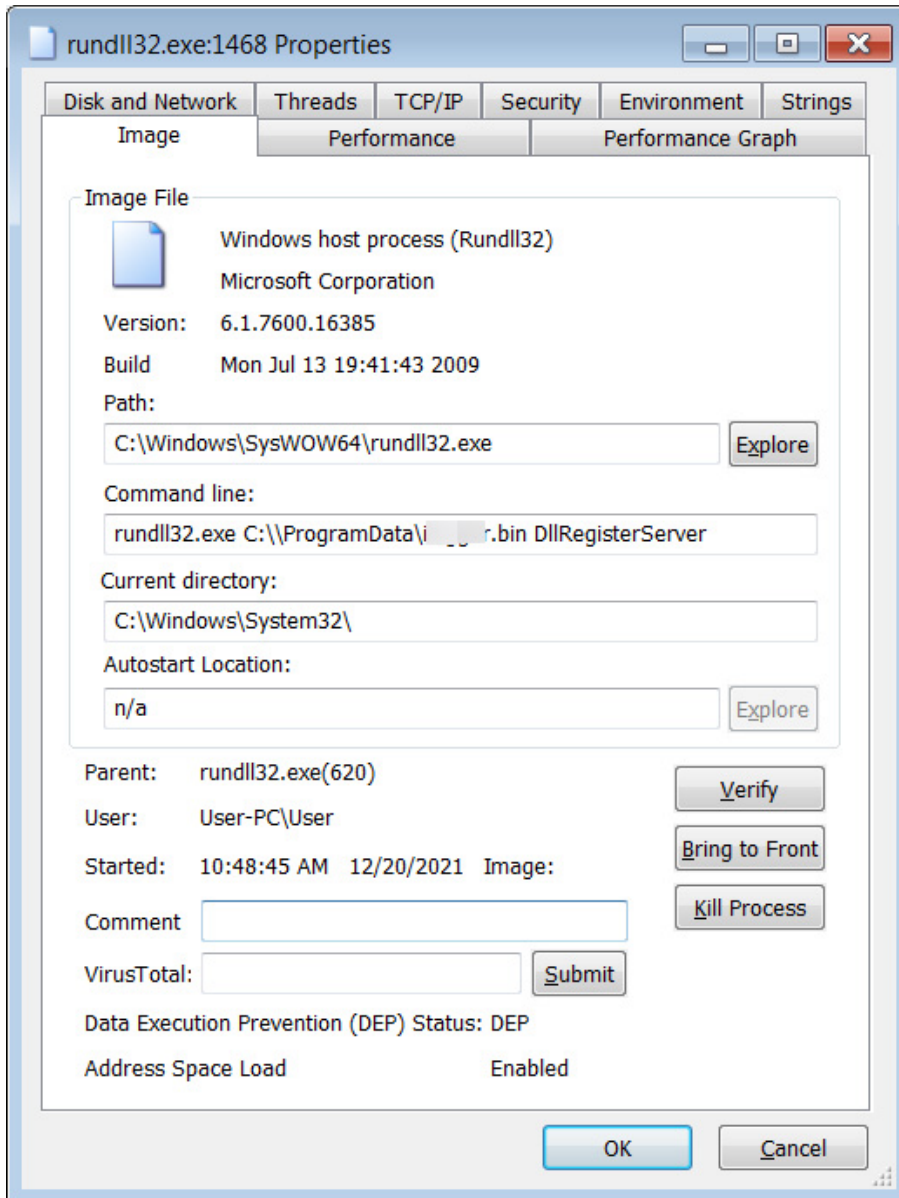 rundll32.exe:1468 Properties
Disk and Network Threads TCP/IP Security Environment Strings
Image Performance Performance Graph
Image File
Windows host process (Rundll32)
Microsoft Corporation
Version: 6.1.7600.16385
Build Mon Jul 13 19:41:43 2009
Path:
C:\Windows\SysWOW64\rundll32.exe Explore
Command line:
rundll32.exe C:\\ProgramData\ .bin DllRegisterServer
Current directory:
C:\Windows\System32\
Autostart Location:
n/a Explore
Parent: rundll32.exe(620)
Verify
User: User-PC\User
Bring to Front
Started: 10:48:45 AM 12/20/2021 Image:
Kill Process
Comment
VirusTotal: Submit
Data Execution Prevention (DEP) Status: DEP
Address Space Load Enabled
OK Cancel